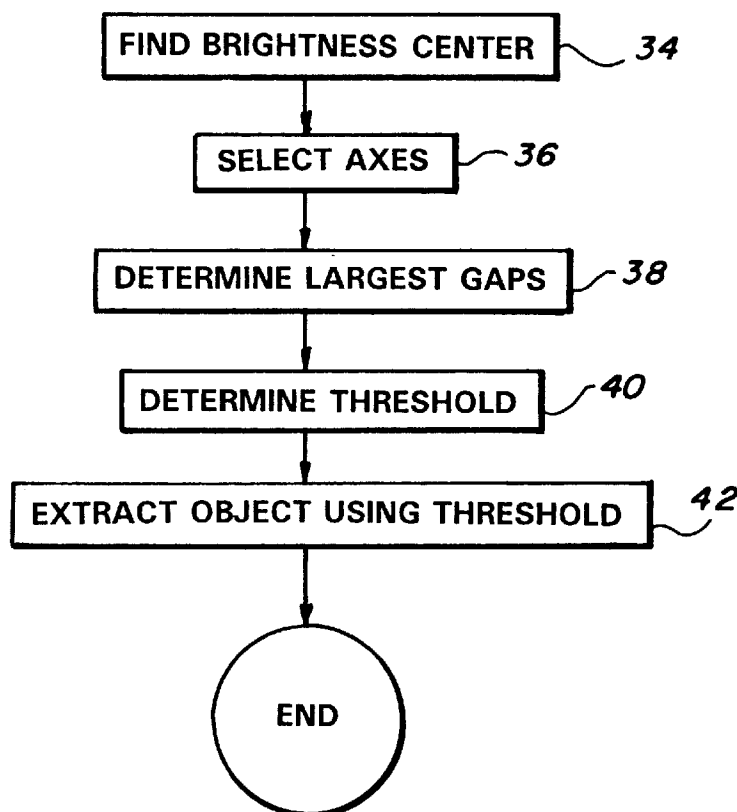 FIND BRIGHTNESS CENTER 34
SELECT AXES 36
DETERMINE LARGEST GAPS 38
DETERMINE THRESHOLD 40
EXTRACT OBJECT USING THRESHOLD 42
END